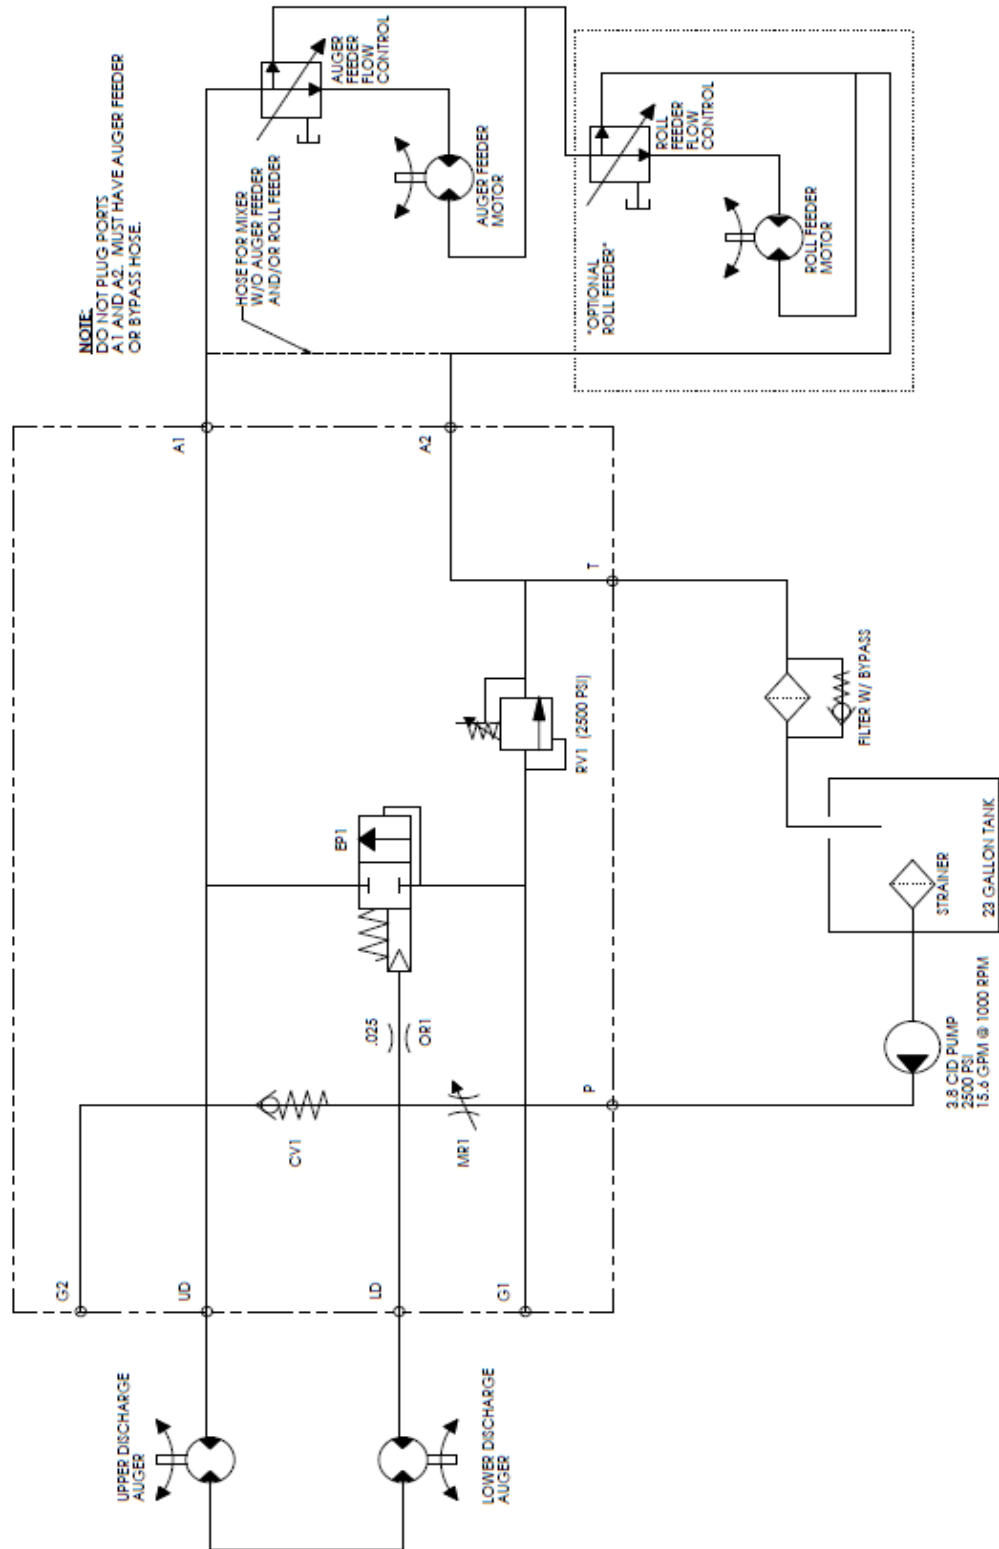 NOTE:
DO NOT PLUG PORTS
A1 AND A2. MUST HAVE AUGER FEEDER
OR BYPASS HOSE.
HOSE FOR MIXER
W/O AUGER FEEDER
AND/OR ROLL FEEDER
AUGER
FEEDER
FLOW
CONTROL
AUGER FEEDER
MOTOR
"OPTIONAL
ROLL FEEDER"
ROLL
FEEDER
FLOW
CONTROL
ROLL FEEDER
MOTOR
A1
A2
T
EP1
RV1 (2500 PSI)
.025
OR1
CV1
MR1
P
G2
UD
LD
G1
UPPER DISCHARGE
AUGER
LOWER DISCHARGE
AUGER
FILTER W/ BYPASS
STRAINER
23 GALLON TANK
3.8 CID PUMP
2500 PSI
15.6 GPM @ 1000 RPM